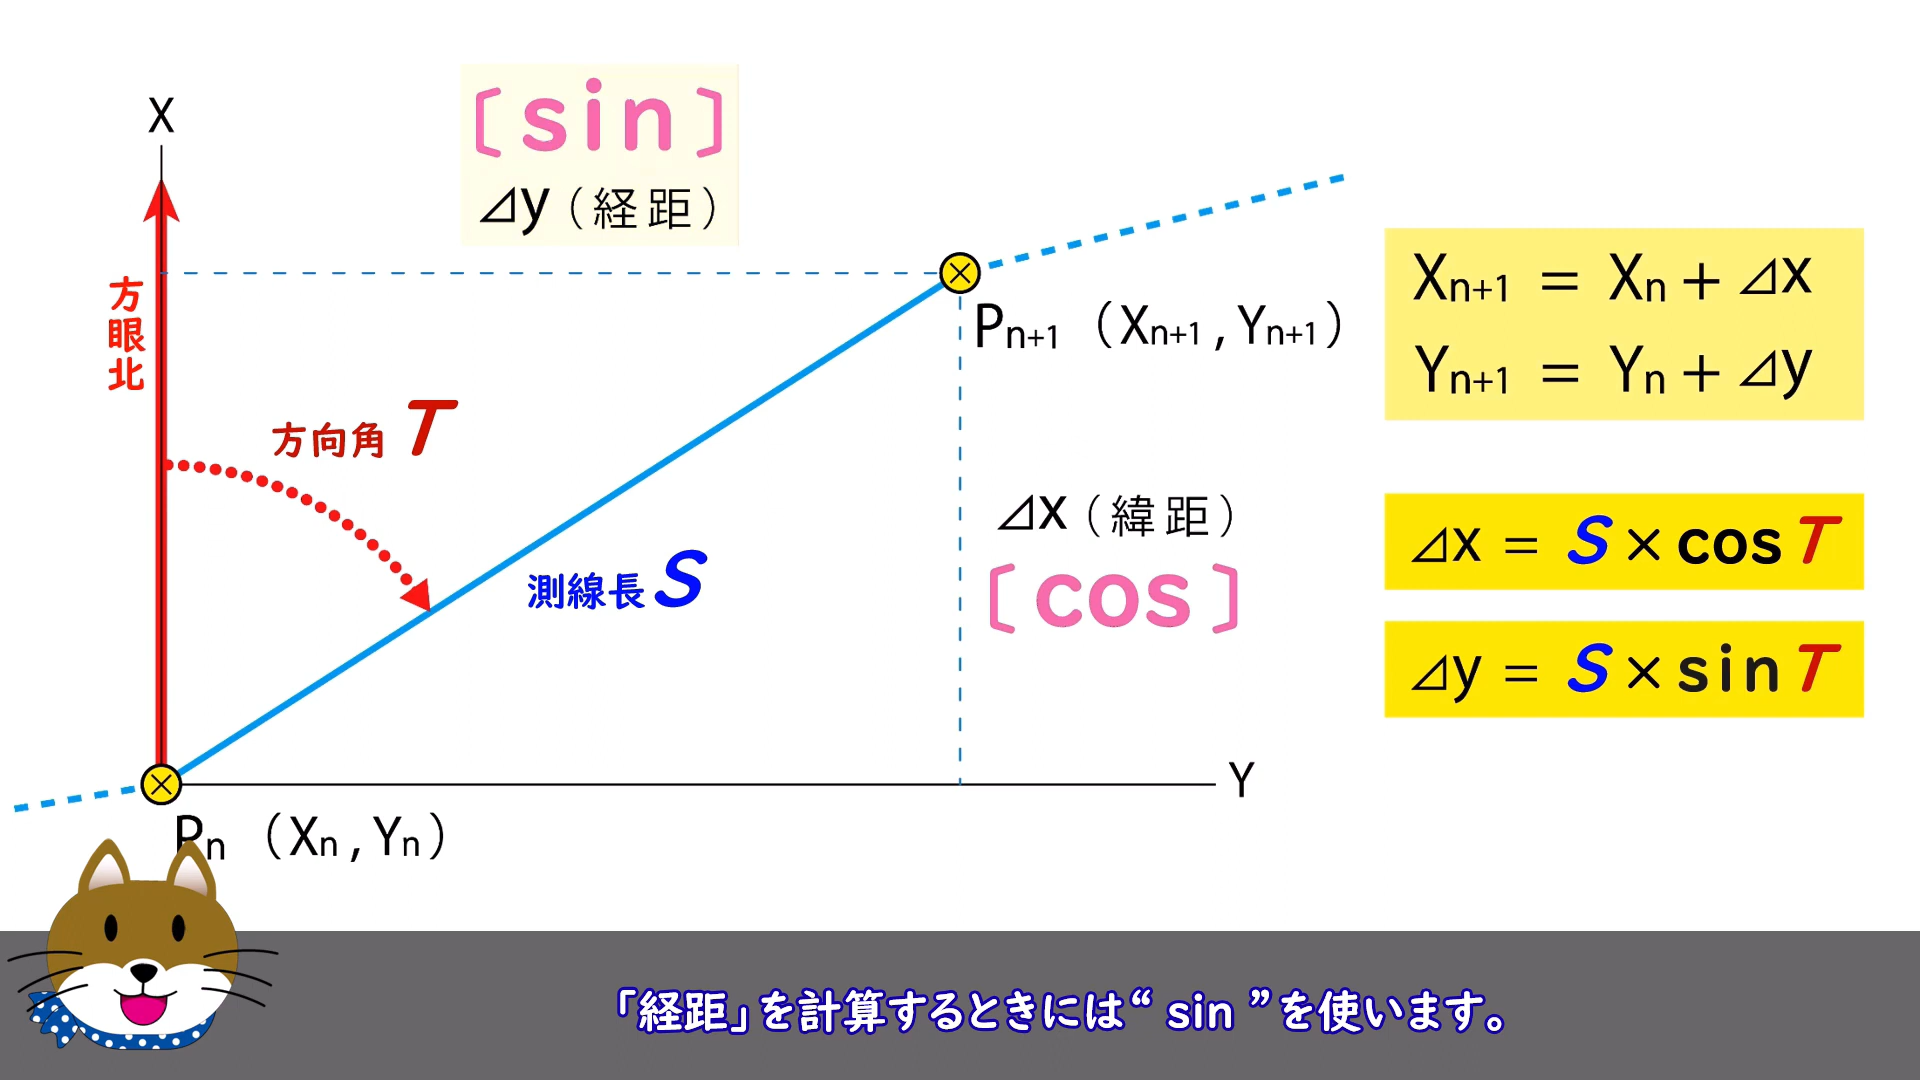 X
〔sin〕
⊿y（経距）
方眼北
方向角 T
測線長 S
Pn+1（Xn+1 , Yn+1）
⊿x（緯距）
〔cos〕
Y
Pn（Xn , Yn）
Xn+1 = Xn + ⊿x
Yn+1 = Yn + ⊿y
⊿x = S × cos T
⊿y = S × sin T
「経距」を計算するときには“ sin ”を使います。